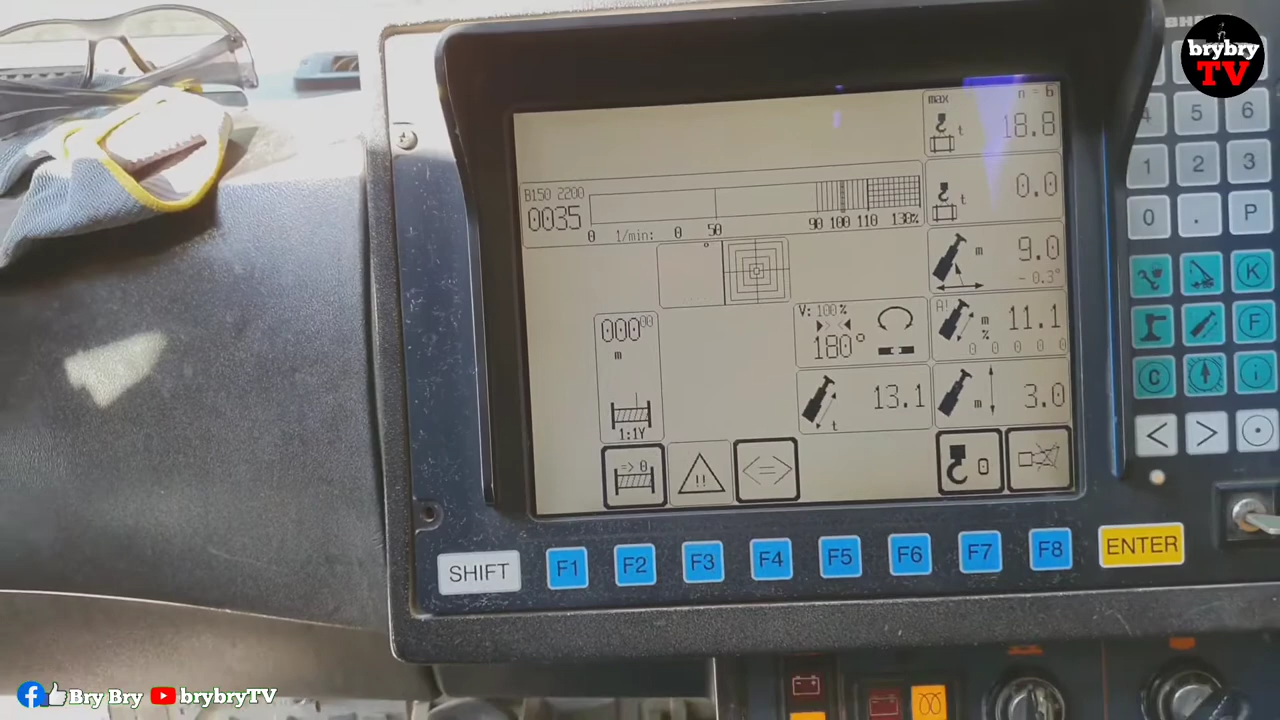 brybry
TV
max
n = 6
t
18.8
t
0.0
m
9.0
- 0.3°
A!
m
%
11.1
0 0 0 0 0
m
3.0
B150 2200
0035
0
1/min:
0
50
90
100
110
130%
°
000 00
m
1:1Y
V: 100%
180°
t
13.1
=> 0
!!
<=>
0
SHIFT
F1
F2
F3
F4
F5
F6
F7
F8
ENTER
4
5
6
1
2
3
0
.
P
K
F
C
i
<
>
Bry Bry
brybryTV